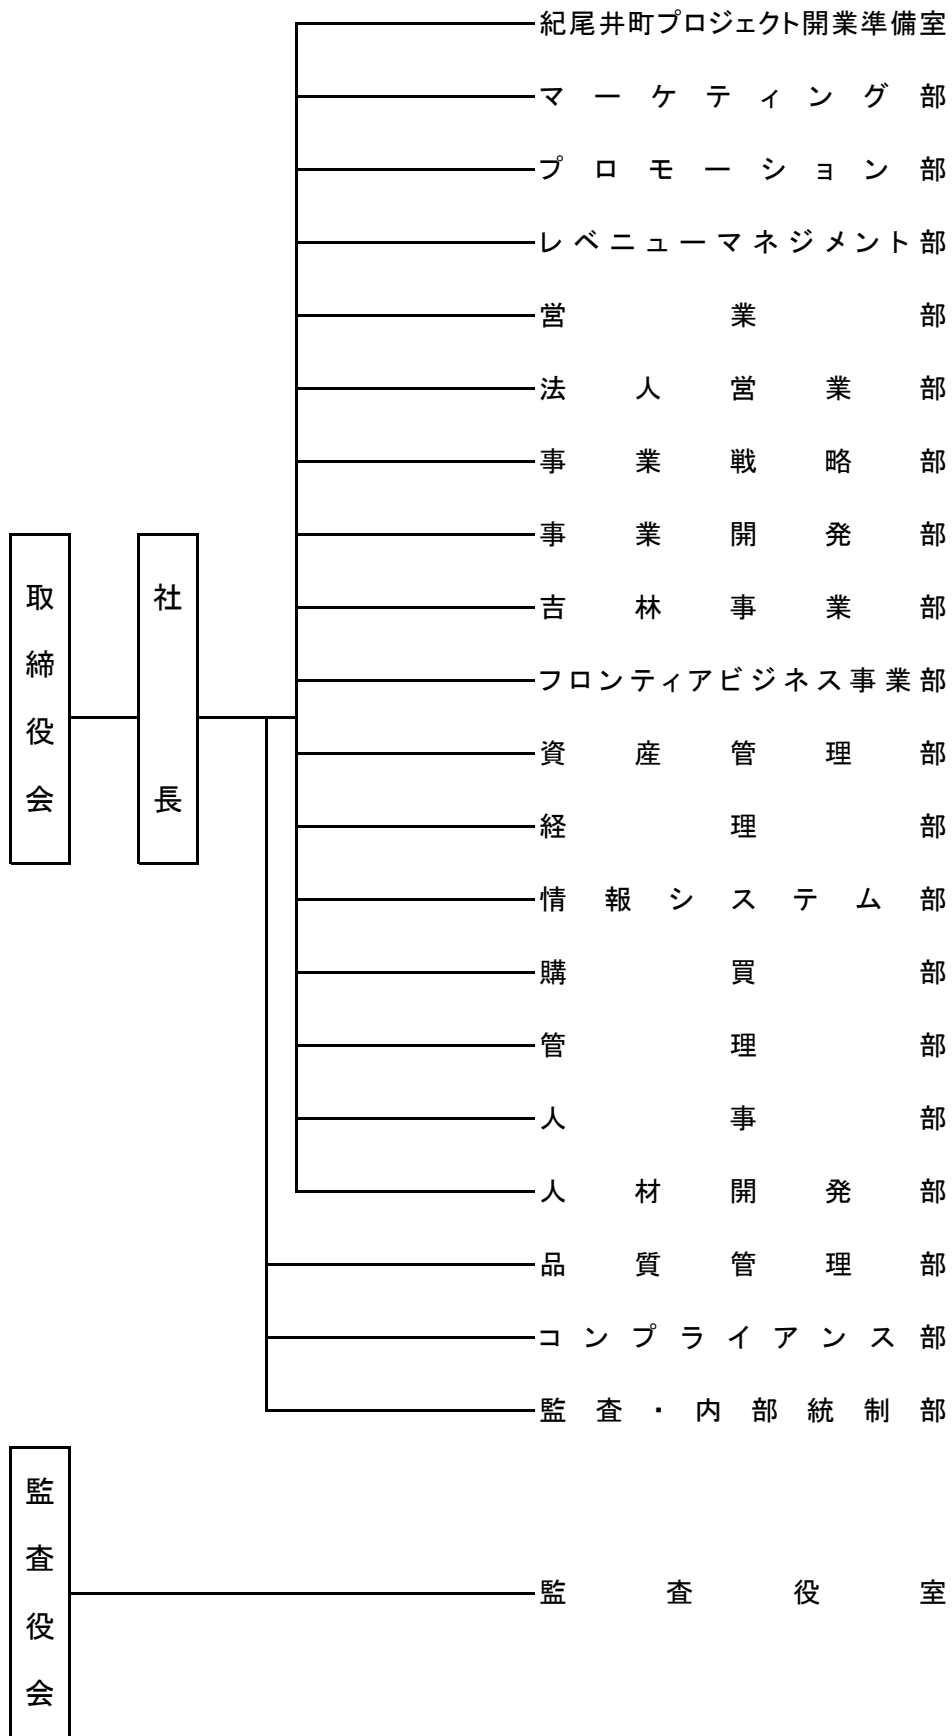 紀尾井町プロジェクト開業準備室
マーケティング部
プロモーション部
レベニューマネジメント部
営業部
法人営業部
事業戦略部
事業開発部
吉林事業部
フロンティアビジネス事業部
資産管理部
経理部
情報システム部
購買部
管理部
人事部
人材開発部
品質管理部
コンプライアンス部
監査・内部統制部
取締役会
社長
監査役会
監査役室